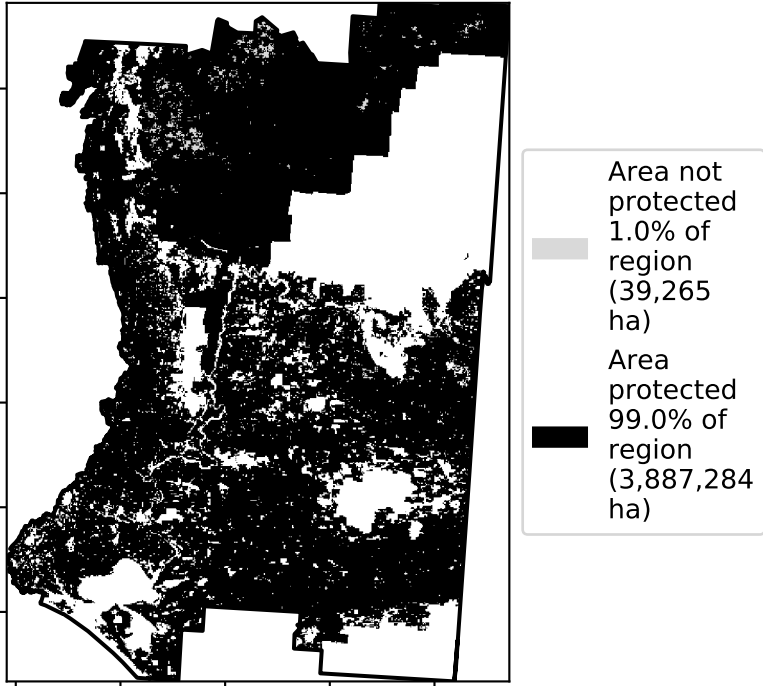 Area not
protected
1.0% of
region
(39,265
ha)
Area
protected
99.0% of
region
(3,887,284
ha)